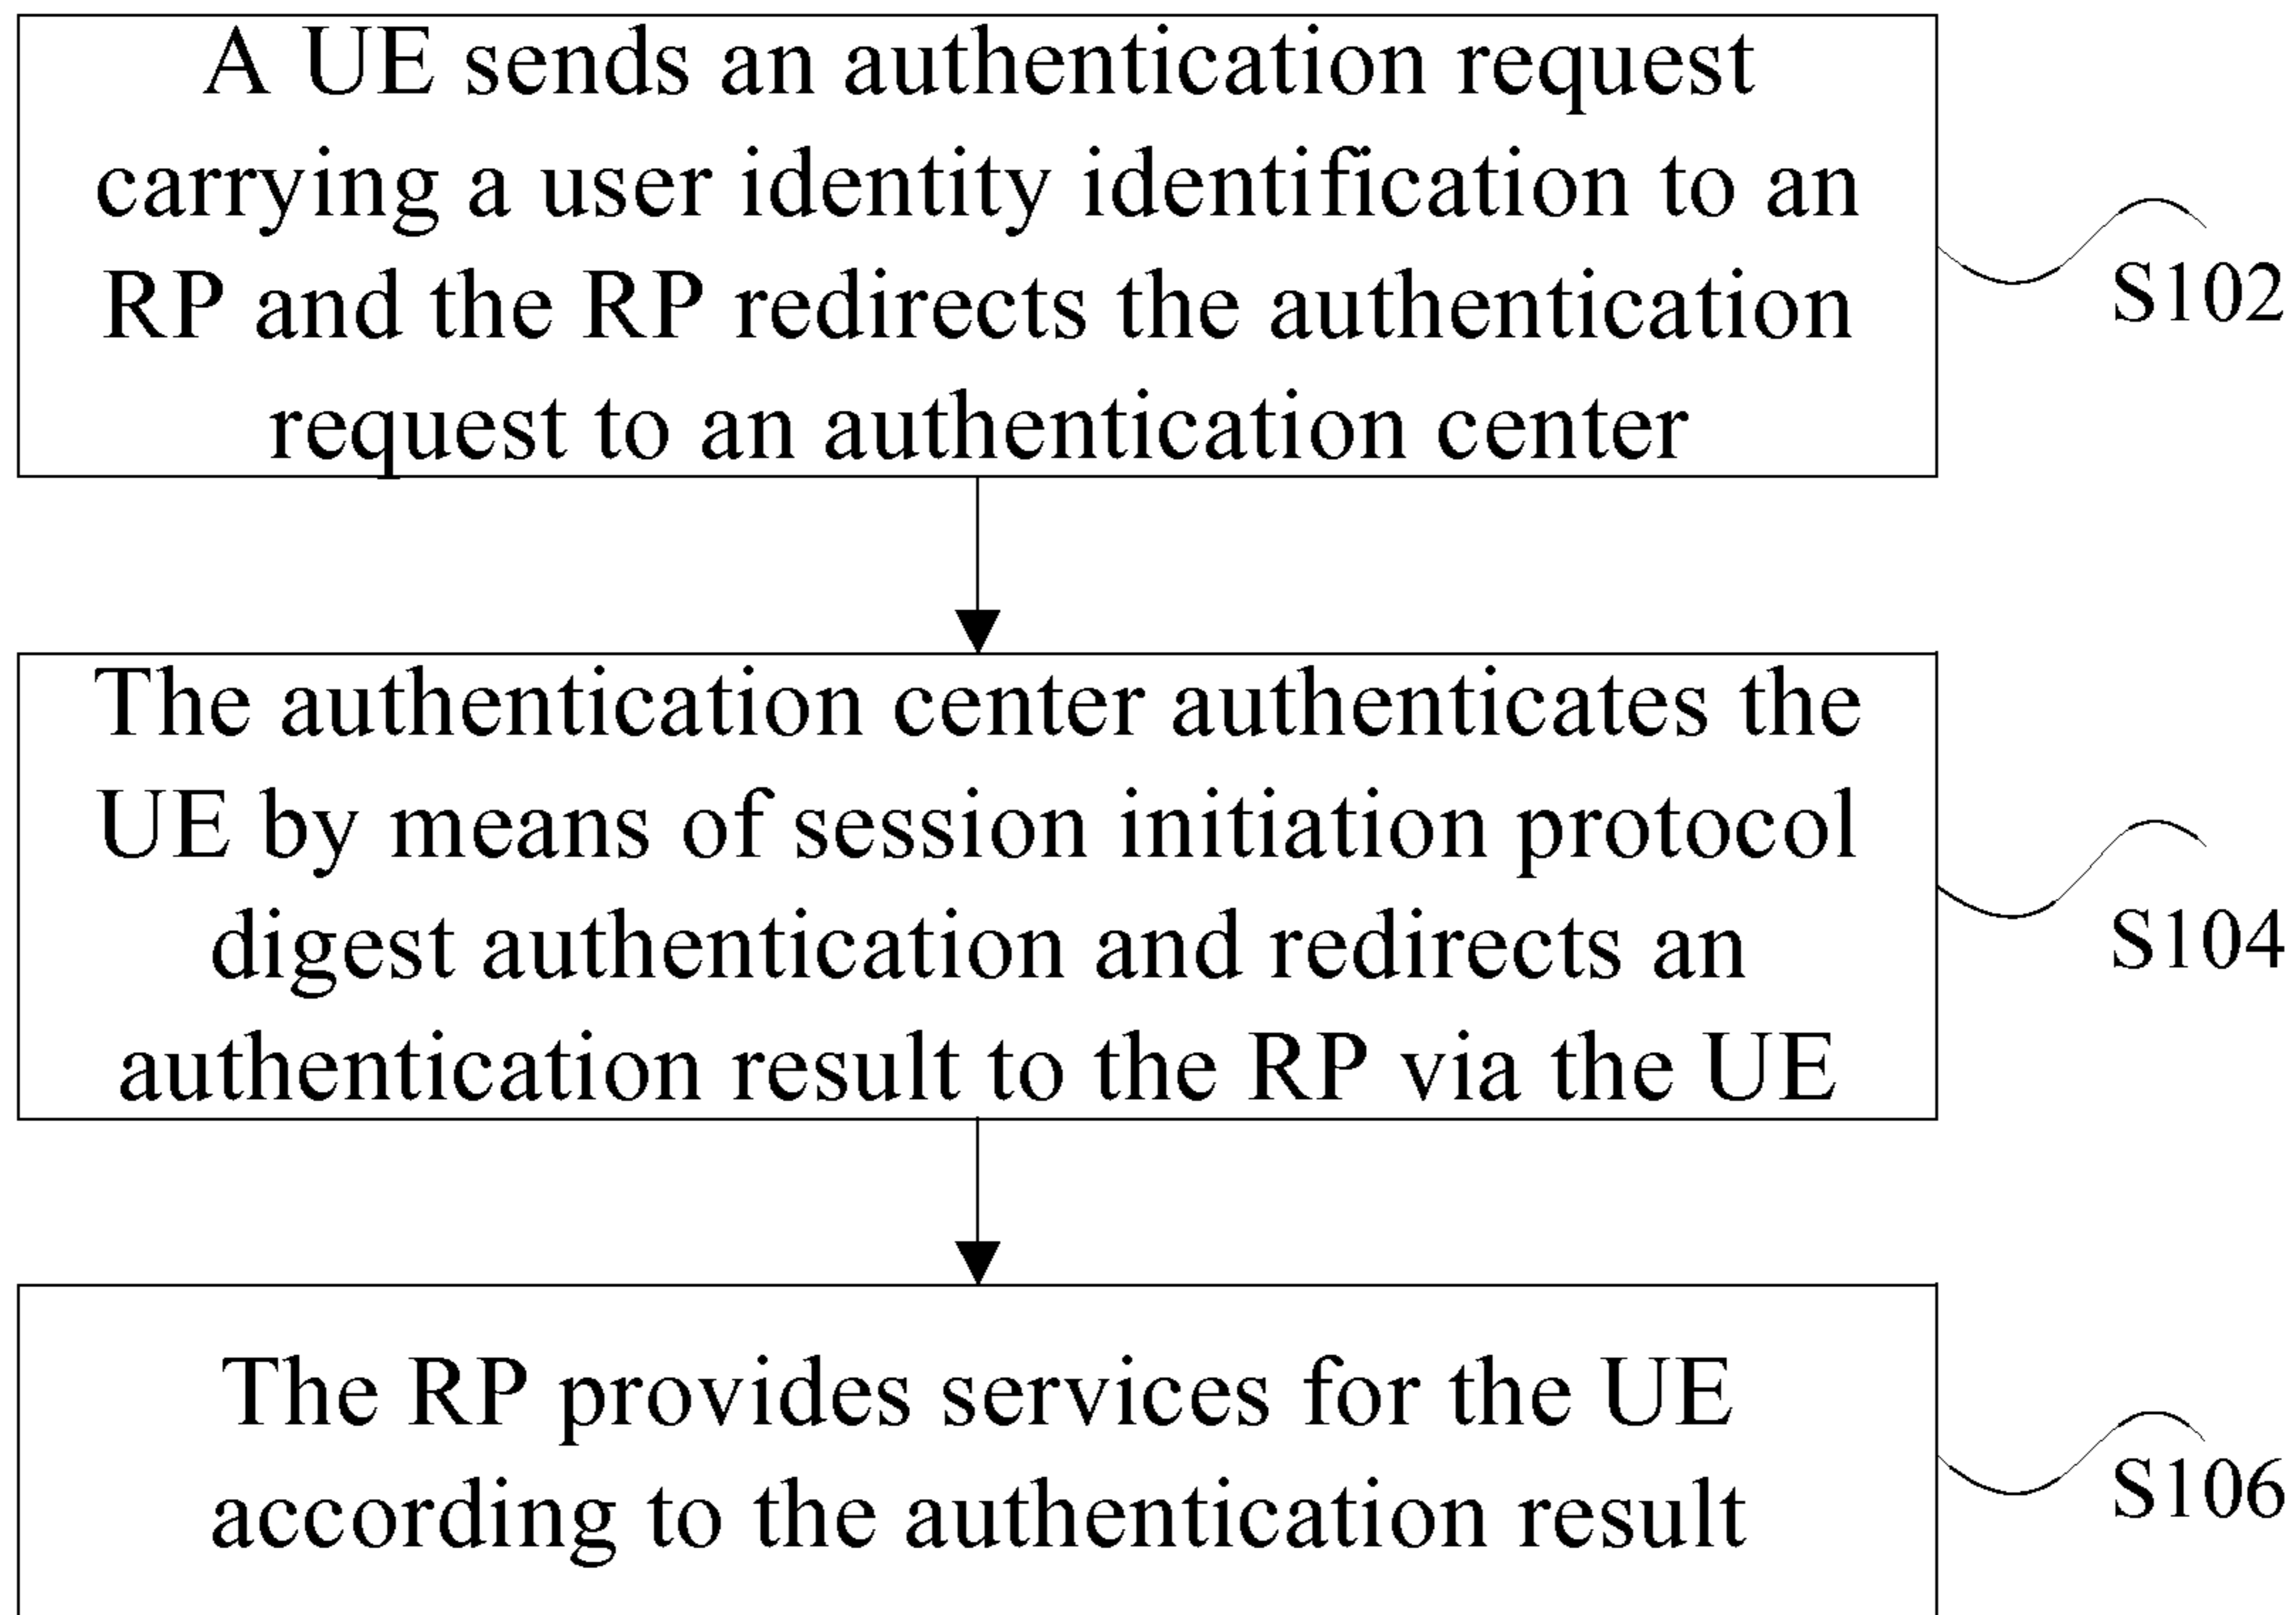 A UE sends an authentication request
carrying a user identity identification to an
RP and the RP redirects the authentication
request to an authentication center
S102
The authentication center authenticates the
UE by means of session initiation protocol
digest authentication and redirects an
authentication result to the RP via the UE
S104
The RP provides services for the UE
according to the authentication result
S106